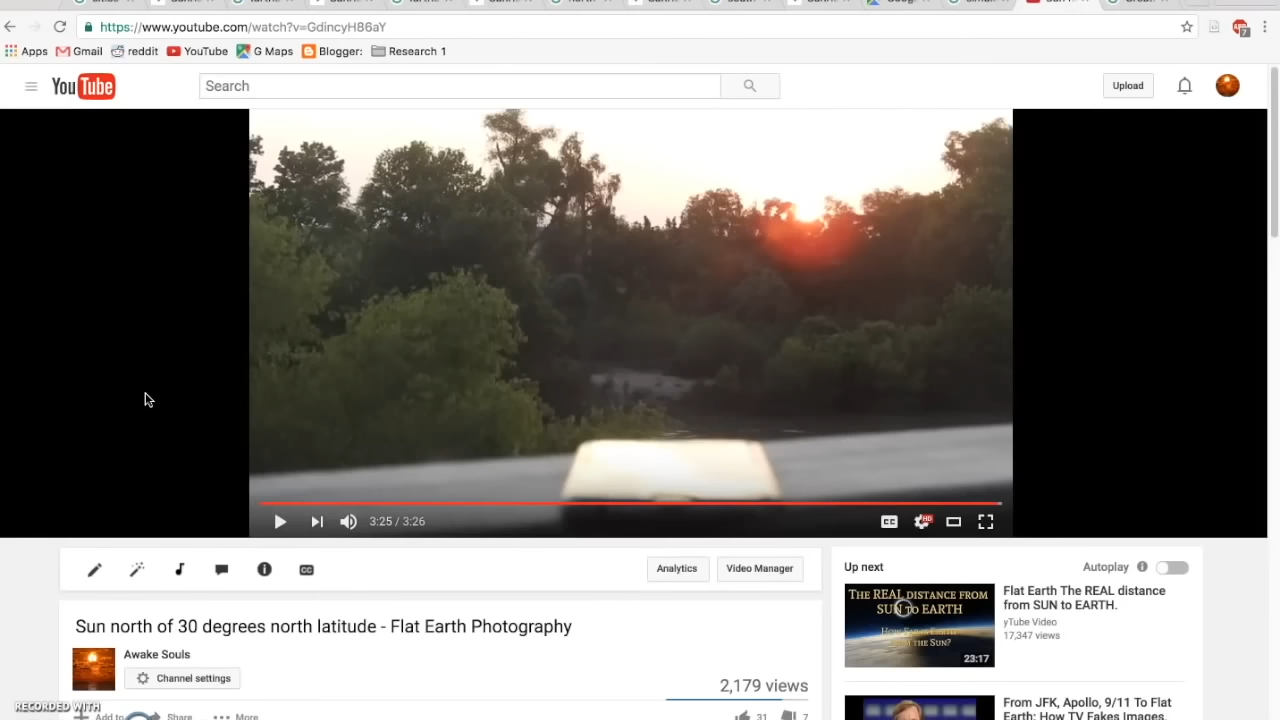 https://www.youtube.com/watch?v=GdincyH86aY
Apps Gmail reddit YouTube G Maps Blogger: Research 1
YouTube
Search
Upload
3:25 / 3:26
CC
HD
Analytics
Video Manager
Sun north of 30 degrees north latitude - Flat Earth Photography
Awake Souls
Channel settings
2,179 views
Add to Share More
31 7
Up next
Autoplay
THE REAL DISTANCE FROM
SUN TO EARTH
23:17
Flat Earth The REAL distance
from SUN to EARTH.
yTube Video
17,347 views
From JFK, Apollo, 9/11 To Flat
Earth: How TV Fakes Images,
RECORDED WITH